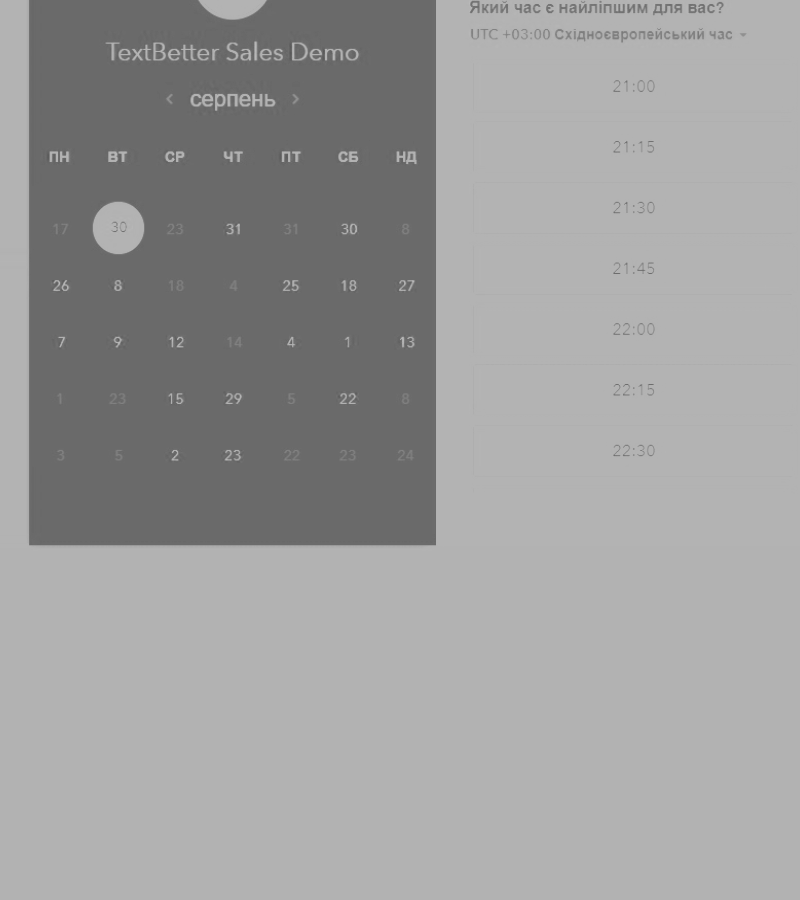 TextBetter Sales Demo
серпень
ПН ВТ СР ЧТ ПТ СБ НД
17 30 23 31 31 30 8
26 8 18 4 25 18 27
7 9 12 14 4 1 13
1 23 15 29 5 22 8
3 5 2 23 22 23 24
Який час є найліпшим для вас?
UTC +03:00 Східноєвропейський час
21:00
21:15
21:30
21:45
22:00
22:15
22:30